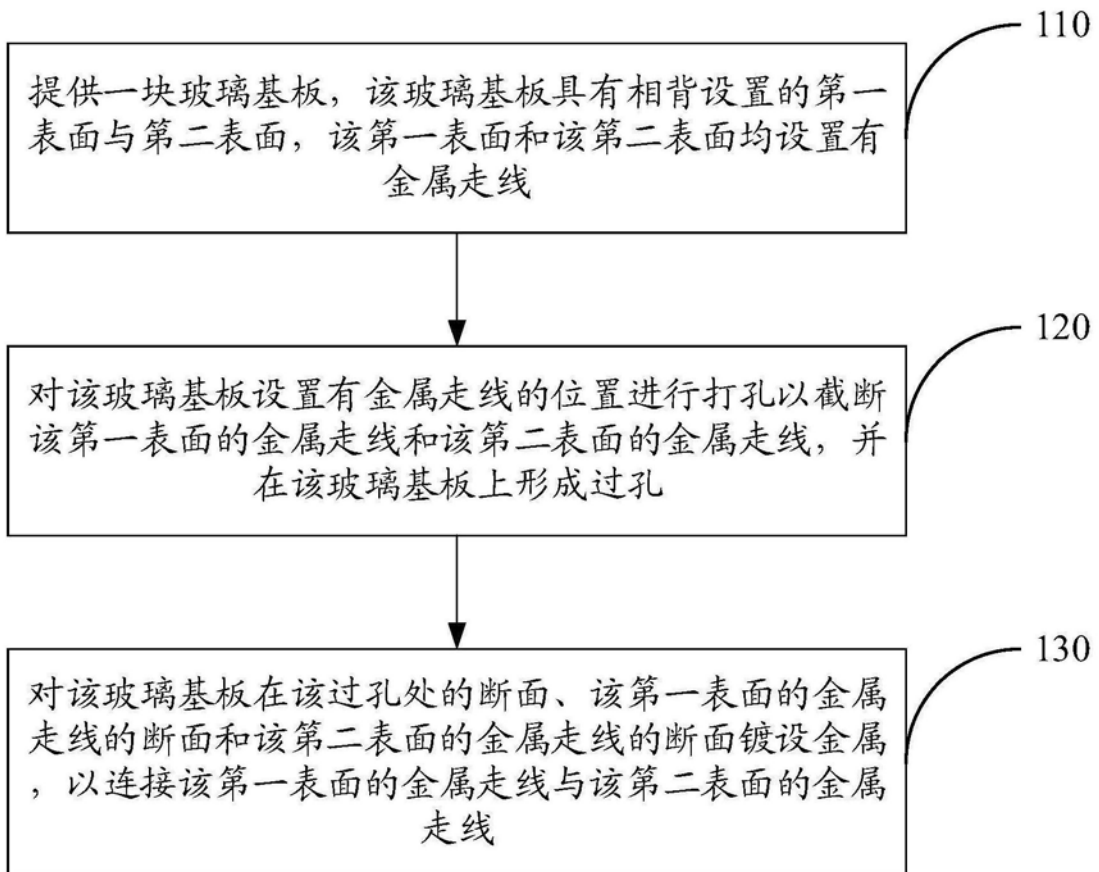 110
提供一块玻璃基板，该玻璃基板具有相背设置的第一
表面与第二表面，该第一表面和该第二表面均设置有
金属走线
120
对该玻璃基板设置有金属走线的位置进行打孔以截断
该第一表面的金属走线和该第二表面的金属走线，并
在该玻璃基板上形成过孔
130
对该玻璃基板在该过孔处的断面、该第一表面的金属
走线的断面和该第二表面的金属走线的断面镀设金属
，以连接该第一表面的金属走线与该第二表面的金属
走线